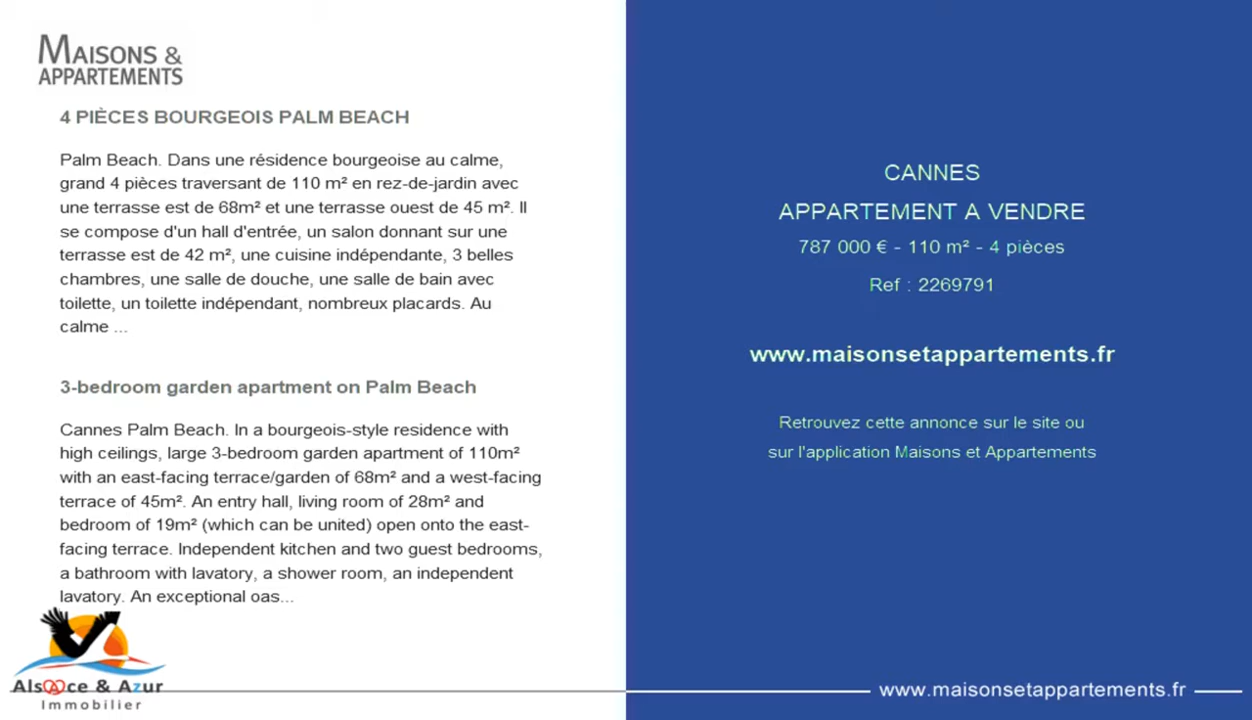 MAISONS &
APPARTEMENTS
4 PIÈCES BOURGEOIS PALM BEACH
Palm Beach. Dans une résidence bourgeoise au calme,
grand 4 pièces traversant de 110 m² en rez-de-jardin avec
une terrasse est de 68m² et une terrasse ouest de 45 m². Il
se compose d'un hall d'entrée, un salon donnant sur une
terrasse est de 42 m², une cuisine indépendante, 3 belles
chambres, une salle de douche, une salle de bain avec
toilette, un toilette indépendant, nombreux placards. Au
calme ...
3-bedroom garden apartment on Palm Beach
Cannes Palm Beach. In a bourgeois-style residence with
high ceilings, large 3-bedroom garden apartment of 110m²
with an east-facing terrace/garden of 68m² and a west-facing
terrace of 45m². An entry hall, living room of 28m² and
bedroom of 19m² (which can be united) open onto the east-
facing terrace. Independent kitchen and two guest bedrooms,
a bathroom with lavatory, a shower room, an independent
lavatory. An exceptional oas...
Alsace & Azur
Immobilier
CANNES
APPARTEMENT A VENDRE
787 000 € - 110 m² - 4 pièces
Ref : 2269791
www.maisonsetappartements.fr
Retrouvez cette annonce sur le site ou
sur l'application Maisons et Appartements
www.maisonsetappartements.fr